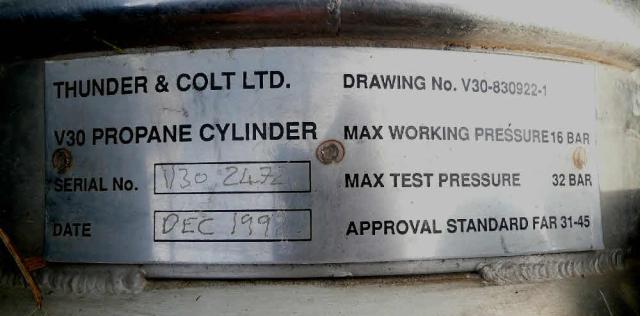 THUNDER & COLT LTD.
V30 PROPANE CYLINDER
SERIAL No. V30 2472
DATE DEC
DRAWING No. V30-830922-1
MAX WORKING PRESSURE 16 BAR
MAX TEST PRESSURE 32 BAR
APPROVAL STANDARD FAR 31-45